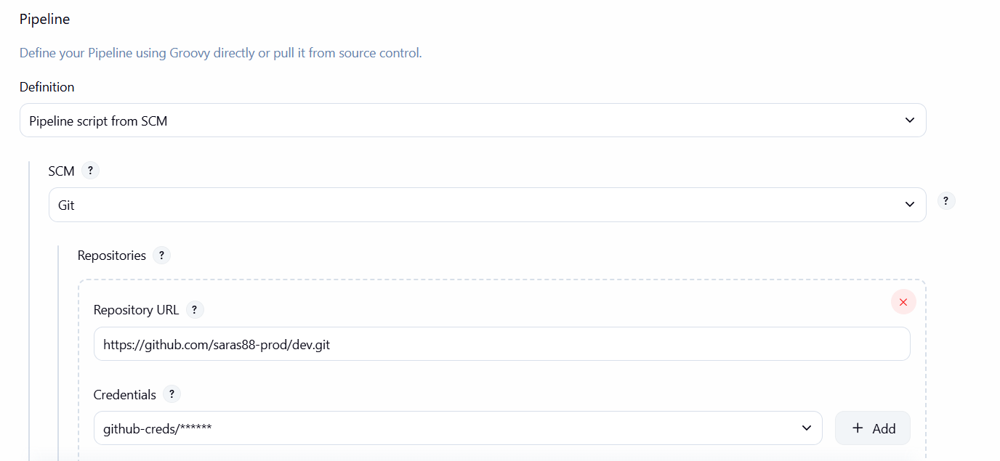 Pipeline
Define your Pipeline using Groovy directly or pull it from source control.
Definition
Pipeline script from SCM
SCM ?
Git
?
Repositories ?
Repository URL ?
https://github.com/saras88-prod/dev.git
Credentials ?
github-creds/******
+ Add